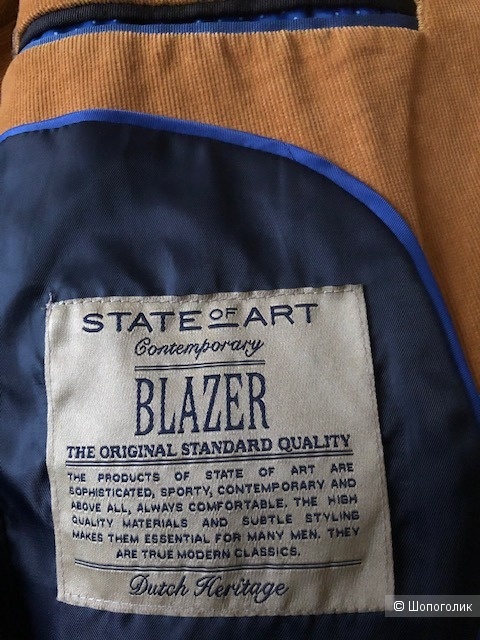 STATE OF ART
Contemporary
BLAZER
THE ORIGINAL STANDARD QUALITY
THE PRODUCTS OF STATE OF ART ARE
SOPHISTICATED, SPORTY, CONTEMPORARY AND
ABOVE ALL, ALWAYS COMFORTABLE. THE HIGH
QUALITY MATERIALS AND SUBTLE STYLING
MAKES THEM ESSENTIAL FOR MANY MEN. THEY
ARE TRUE MODERN CLASSICS.
Dutch Heritage
© Шопоголик